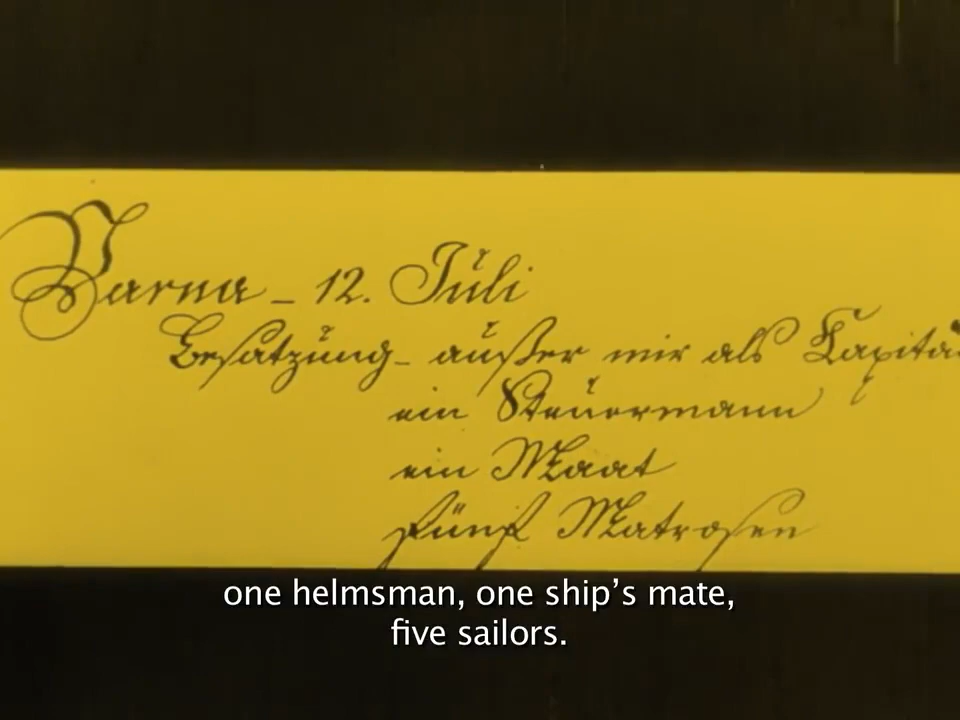 Varna – 12. Juli
Besatzung – außer mir als Kapitä
ein Steuermann
ein Maat
fünf Matrosen
one helmsman, one ship’s mate,
five sailors.